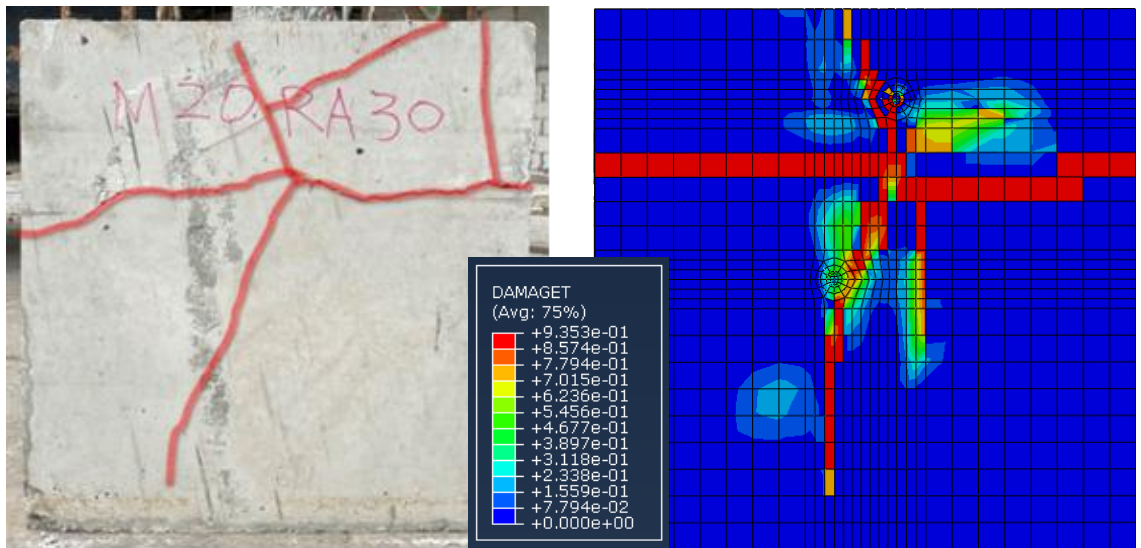 M20 RA30
DAMAGET
(Avg: 75%)
+9.353e-01
+8.574e-01
+7.794e-01
+7.015e-01
+6.236e-01
+5.456e-01
+4.677e-01
+3.897e-01
+3.118e-01
+2.338e-01
+1.559e-01
+7.794e-02
+0.000e+00